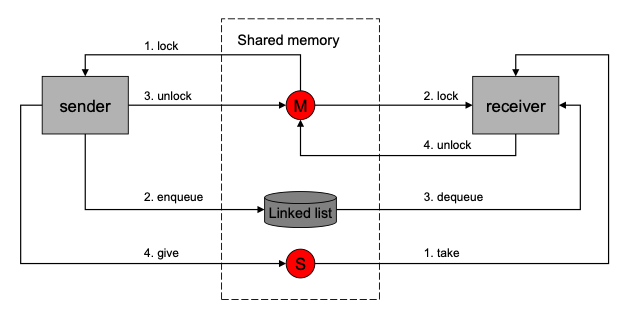 Shared memory
1. lock
sender
3. unlock
M
2. lock
receiver
4. unlock
2. enqueue
Linked list
3. dequeue
4. give
S
1. take